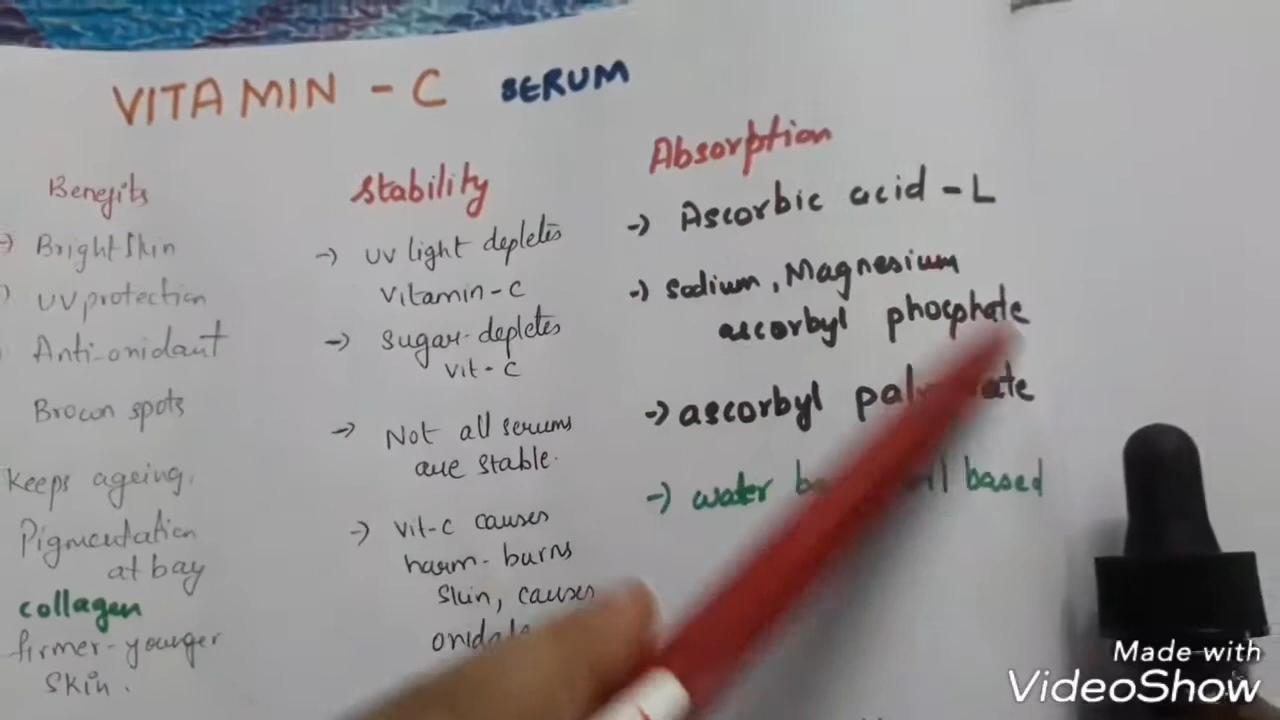 VITAMIN - C SERUM
Benefits
-) Bright skin
UV protection
Anti-onidant
Brown spots
Keeps ageing,
Pigmentation
at bay
collagen
firmer-younger
skin.
Stability
-) UV light depletes
Vitamin-C
-) Sugar-depletes
Vit-C
-) Not all serums
are stable.
-) Vit-C causes
harm-burns
skin, causes
Absorption
-) Ascorbic acid - L
-) Sodium, Magnesium
ascorbyl phosphate
-) ascorbyl
-) water based
Made with
VideoShow